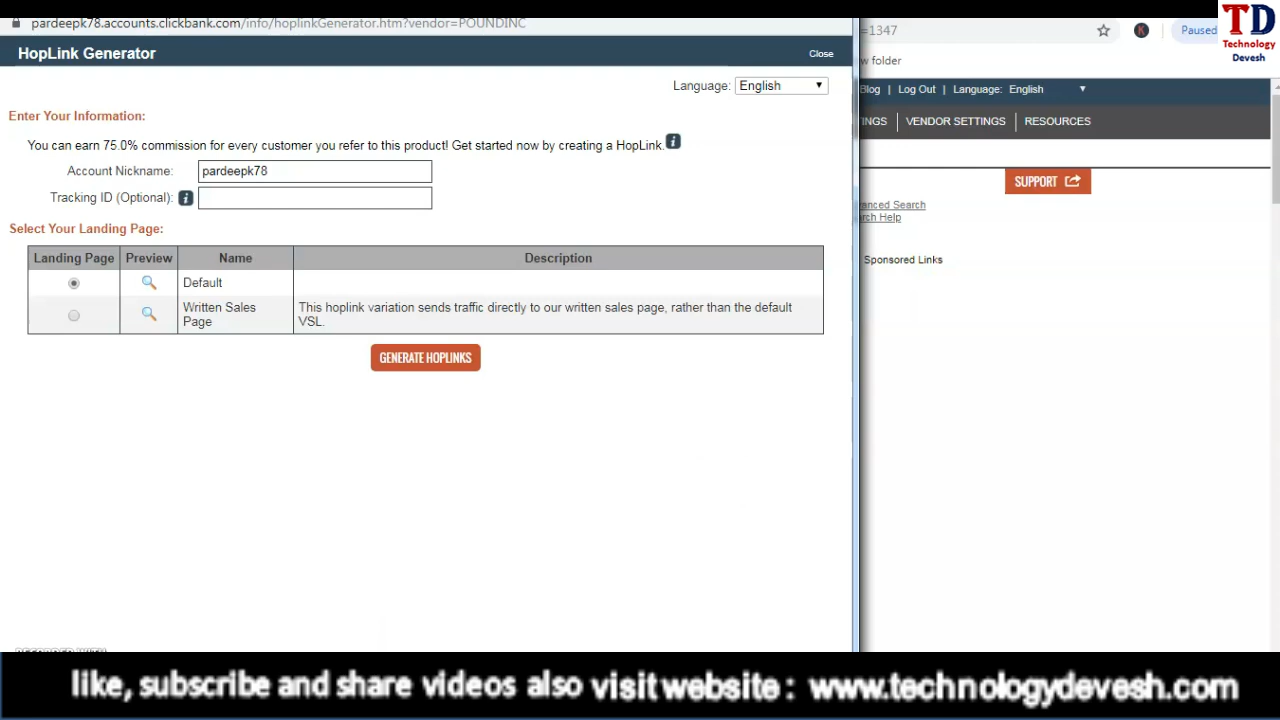 pardeepk78.accounts.clickbank.com/info/hoplinkGenerator.htm?vendor=POUNDINC
=1347
Paused
TD
Technology
Devesh
HopLink Generator
Close
w folder
Language: English
Blog | Log Out | Language: English
Enter Your Information:
INGS | VENDOR SETTINGS | RESOURCES
You can earn 75.0% commission for every customer you refer to this product! Get started now by creating a HopLink.
Account Nickname: pardeepk78
SUPPORT
Tracking ID (Optional):
anced Search
rch Help
Select Your Landing Page:
Landing Page Preview Name Description
Sponsored Links
Default
Written Sales Page This hoplink variation sends traffic directly to our written sales page, rather than the default VSL.
GENERATE HOPLINKS
like, subscribe and share videos also visit website : www.technologydevesh.com